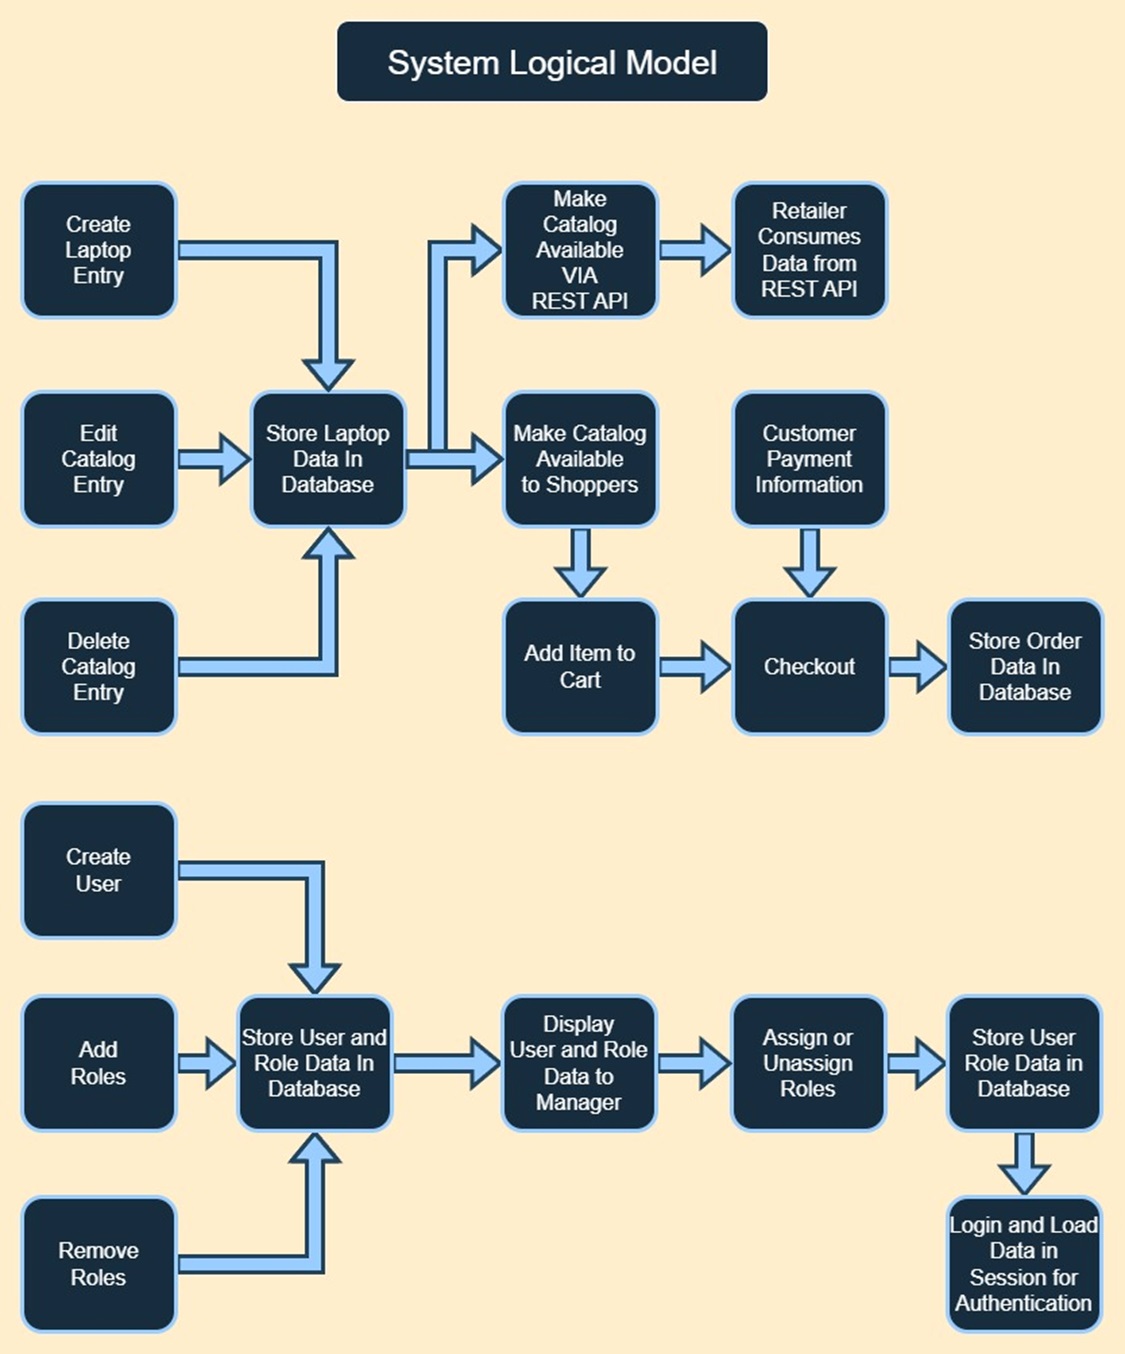 System Logical Model
Create
Laptop
Entry
Make
Catalog
Available
VIA
REST API
Retailer
Consumes
Data from
REST API
Edit
Catalog
Entry
Store Laptop
Data In
Database
Make Catalog
Available
to Shoppers
Customer
Payment
Information
Delete
Catalog
Entry
Add Item to
Cart
Checkout
Store Order
Data In
Database
Create
User
Add
Roles
Store User and
Role Data In
Database
Display
User and Role
Data to
Manager
Assign or
Unassign
Roles
Store User
Role Data in
Database
Remove
Roles
Login and Load
Data in
Session for
Authentication